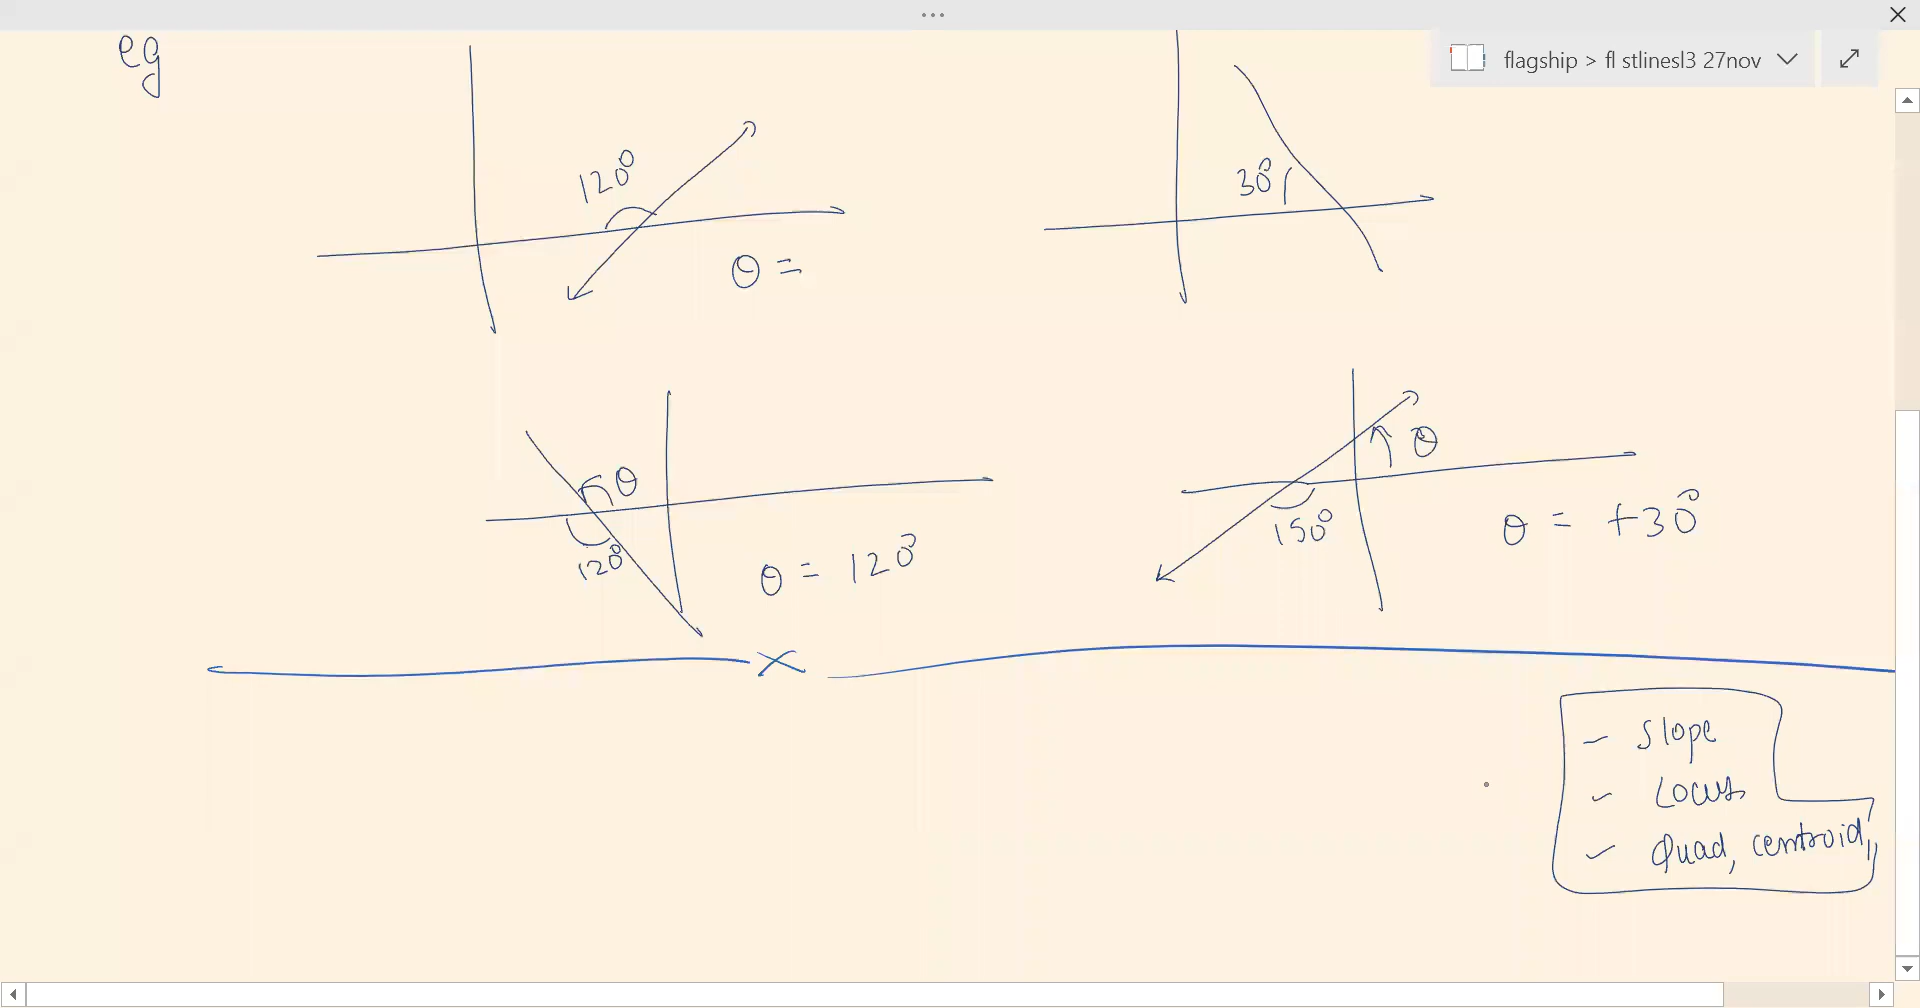 flagship > fl stlinesl3 27nov
eg
120°
θ =
30°
θ
120°
θ = 120°
θ
150°
θ = +30°
- Slope
- Locus
- Quad, centroid,